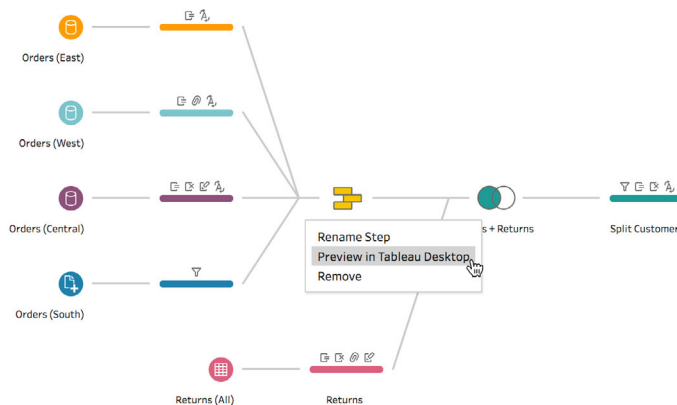 Orders (East)
Orders (West)
Orders (Central)
Rename Step
Preview in Tableau Desktop
Remove
s + Returns
Split Customer
Orders (South)
Returns (All)
Returns